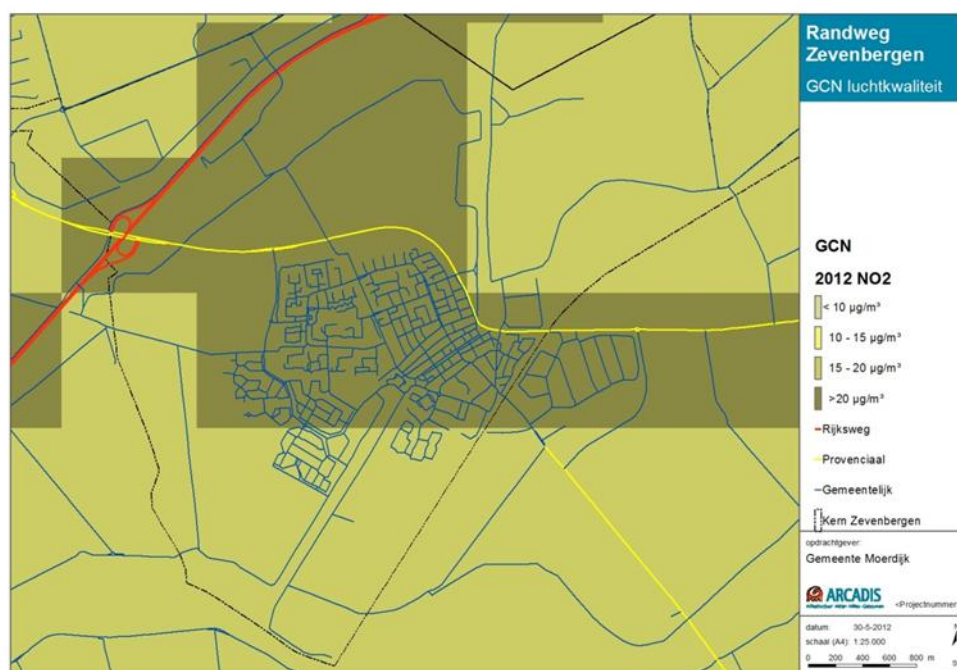 Randweg
Zevenbergen
GCN luchtkwaliteit
GCN
2012 NO2
< 10 µg/m³
10 - 15 µg/m³
15 - 20 µg/m³
>20 µg/m³
Rijksweg
Provenciaal
Gemeentelijk
Kern Zevenbergen
opdrachtgever:
Gemeente Moerdijk
ARCADIS
<Projectnummer
datum: 30-5-2012
schaal (A4): 1:25.000
0 200 400 600 800 m